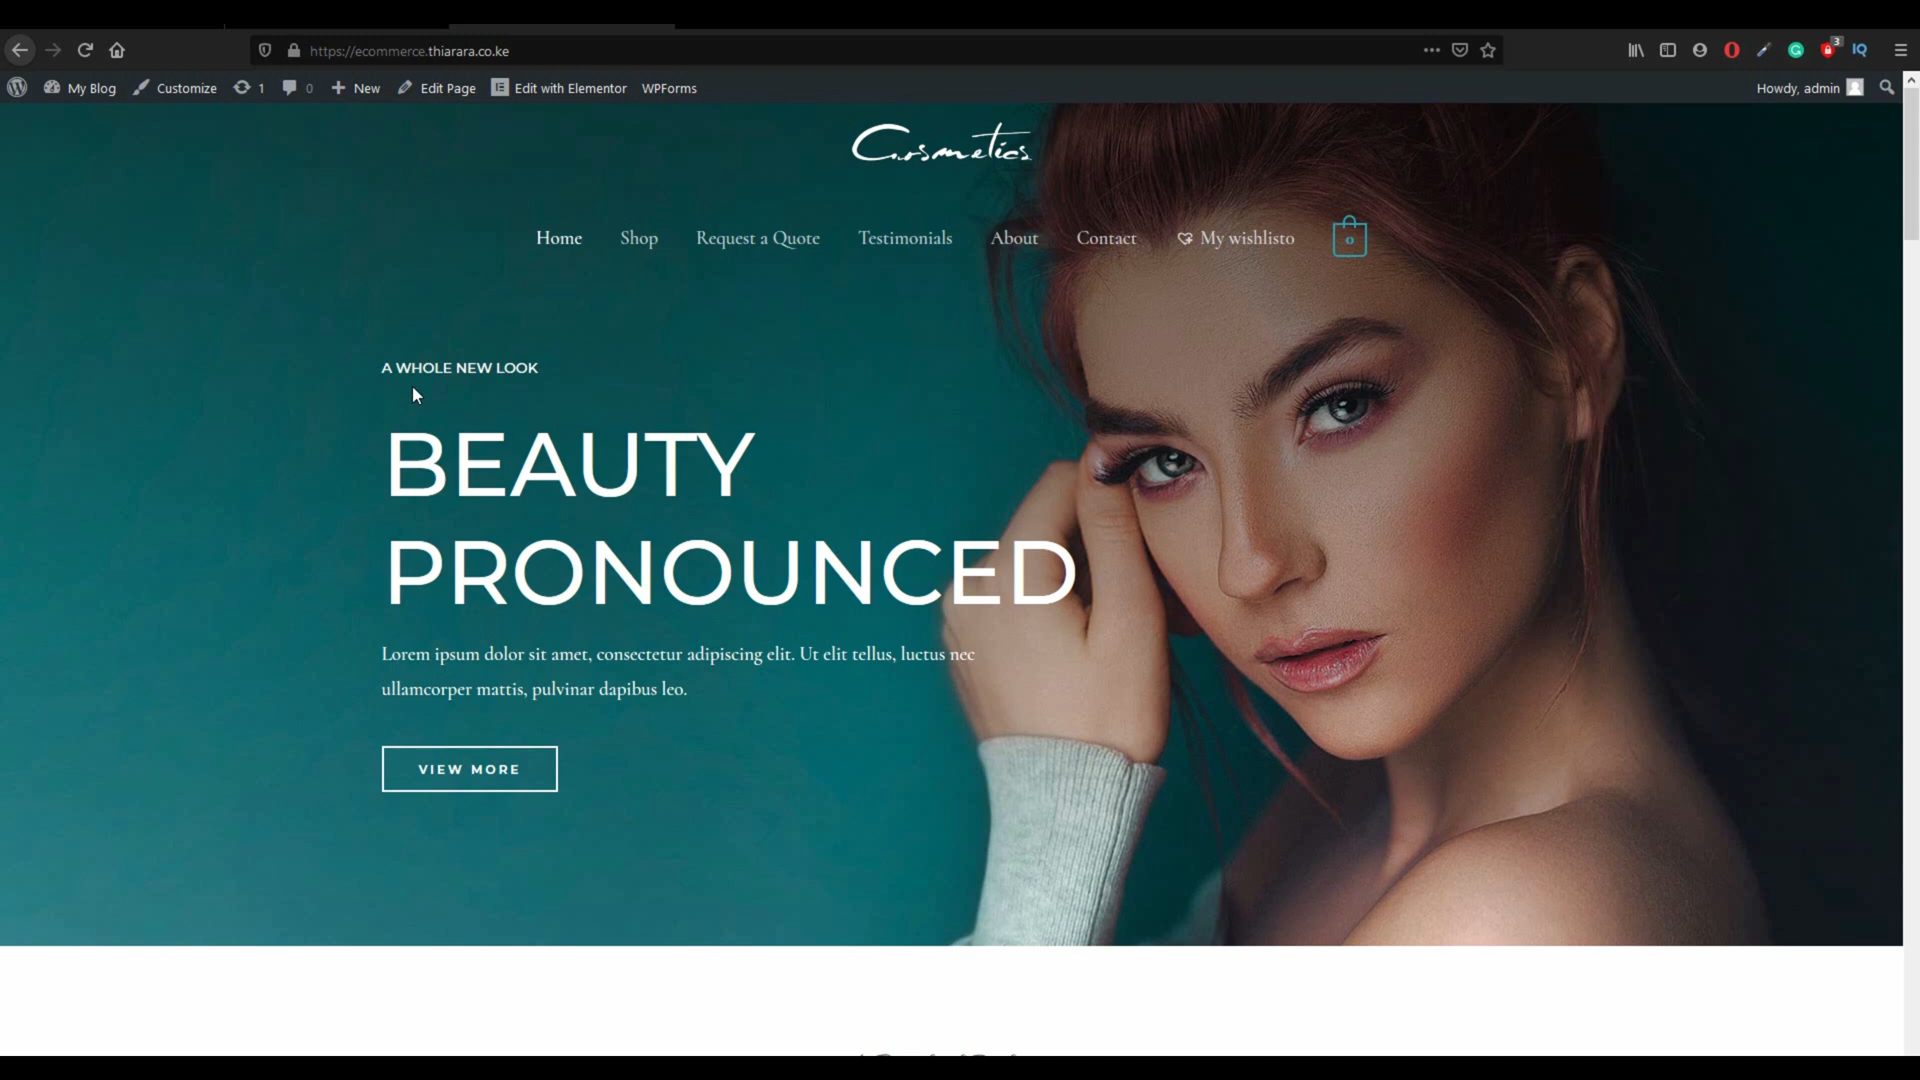 https://ecommerce.thiarara.co.ke
3
IQ
My Blog Customize 1 0 New Edit Page Edit with Elementor WPForms Howdy, admin
Cosmetics
Home Shop Request a Quote Testimonials About Contact My wishlisto 0
A WHOLE NEW LOOK
BEAUTY
PRONOUNCED
Lorem ipsum dolor sit amet, consectetur adipiscing elit. Ut elit tellus, luctus nec
ullamcorper mattis, pulvinar dapibus leo.
VIEW MORE